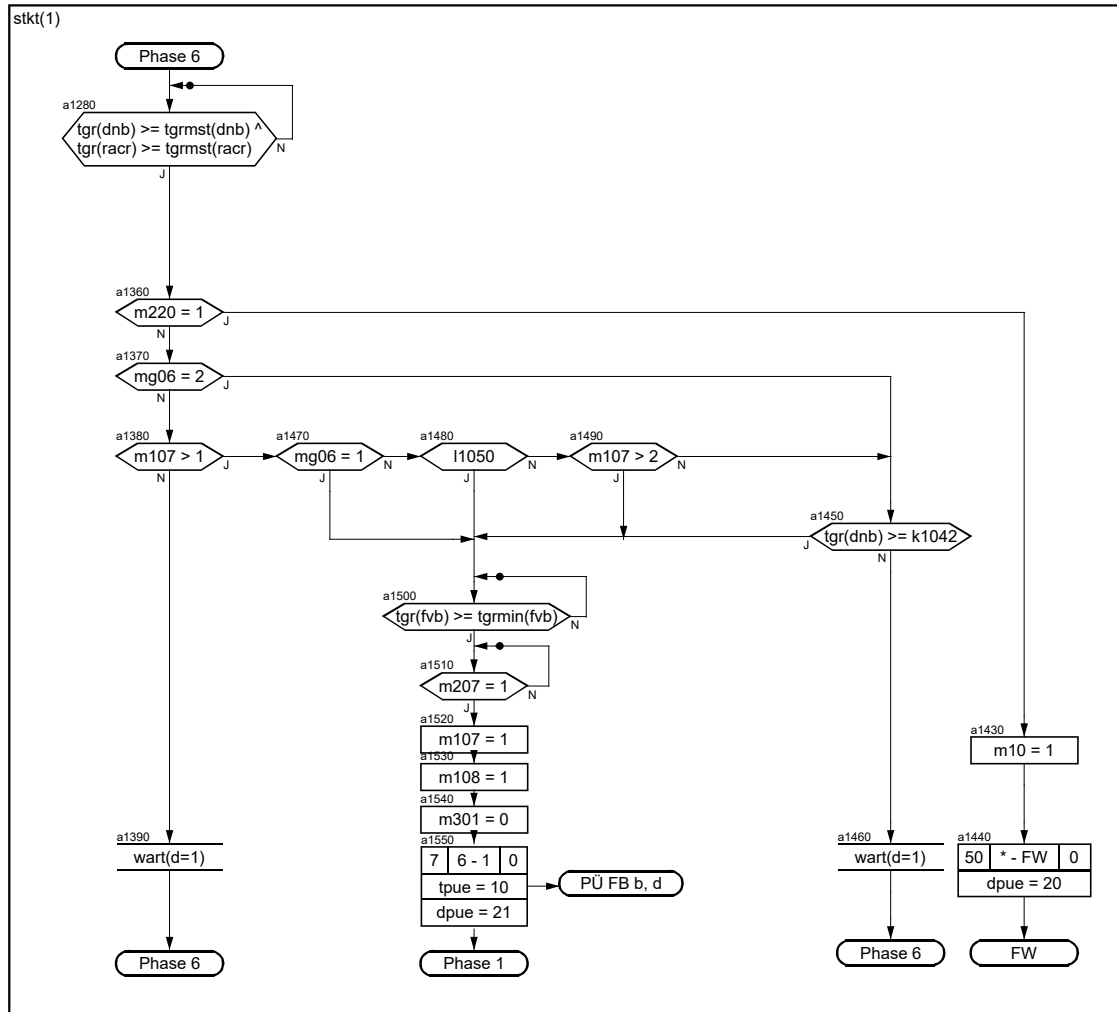 stkt(1)
Phase 6
a1280
tgr(dnb) >= tgrmst(dnb) ^
tgr(racr) >= tgrmst(racr)
N
J
a1360
m220 = 1
J
N
a1370
mg06 = 2
J
N
a1380
m107 > 1
J
N
a1470
mg06 = 1
N
J
a1480
l1050
N
J
a1490
m107 > 2
N
J
a1450
tgr(dnb) >= k1042
J
N
a1500
tgr(fvb) >= tgrmin(fvb)
N
J
a1510
m207 = 1
N
J
a1520
m107 = 1
a1530
m108 = 1
a1540
m301 = 0
a1430
m10 = 1
a1390
wart(d=1)
a1550
7 6 - 1 0
tpue = 10
dpue = 21
PÜ FB b, d
a1460
wart(d=1)
a1440
50 * - FW 0
dpue = 20
Phase 6
Phase 1
Phase 6
FW